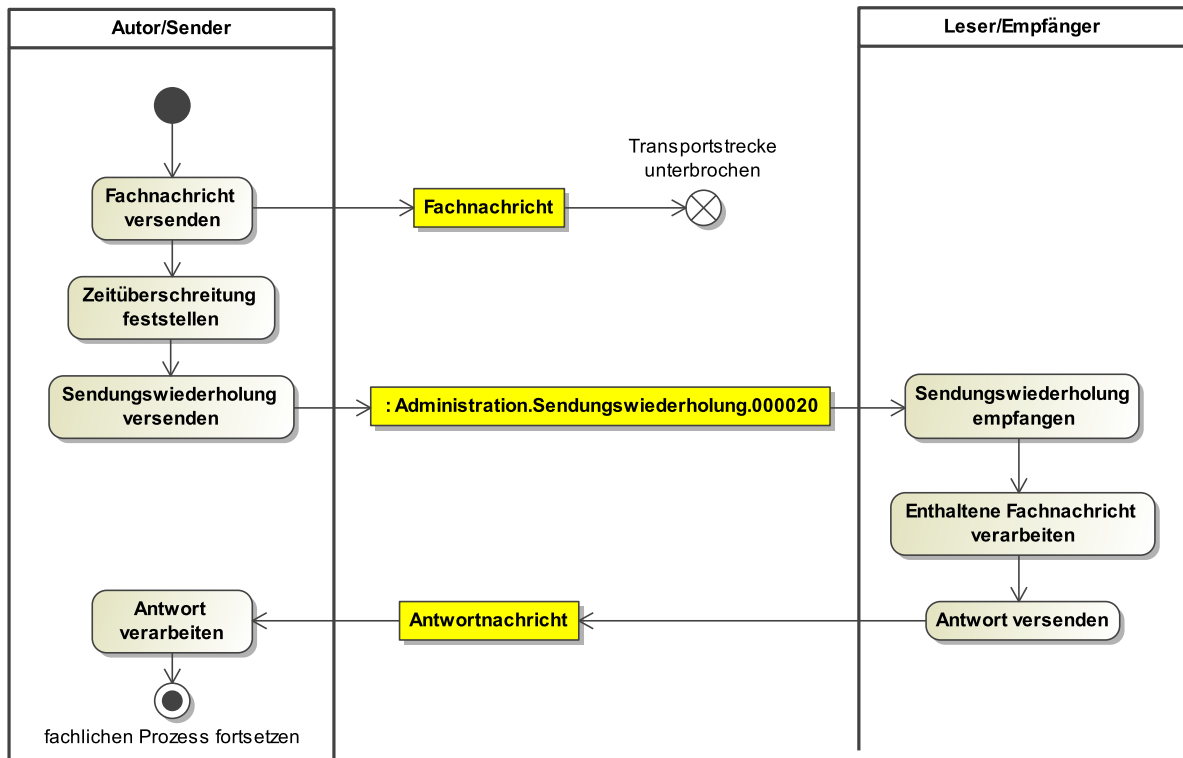 Autor/Sender
Leser/Empfänger
Transportstrecke
unterbrochen
Fachnachricht
versenden
Fachnachricht
Zeitüberschreitung
feststellen
Sendungswiederholung
versenden
: Administration.Sendungswiederholung.000020
Sendungswiederholung
empfangen
Enthaltene Fachnachricht
verarbeiten
Antwort
verarbeiten
Antwortnachricht
Antwort versenden
fachlichen Prozess fortsetzen